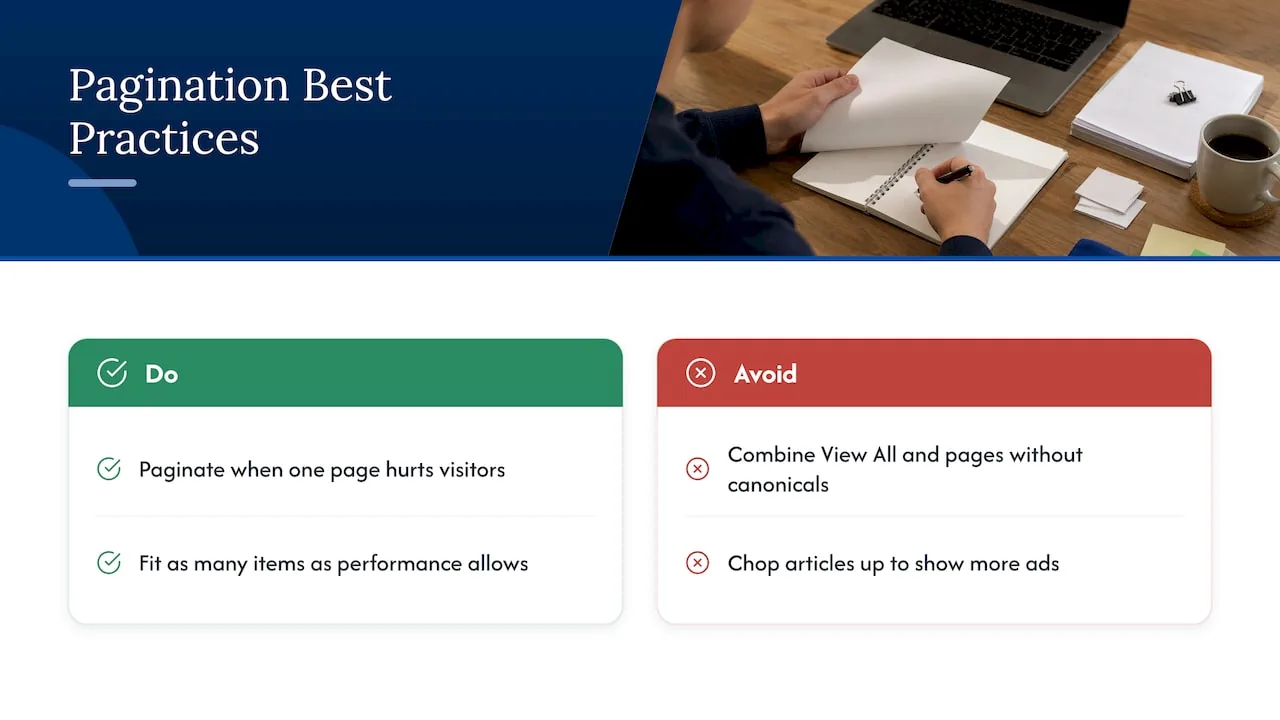 Pagination Best
Practices
Do
Paginate when one page hurts visitors
Fit as many items as performance allows
Avoid
Combine View All and pages without
canonicals
Chop articles up to show more ads